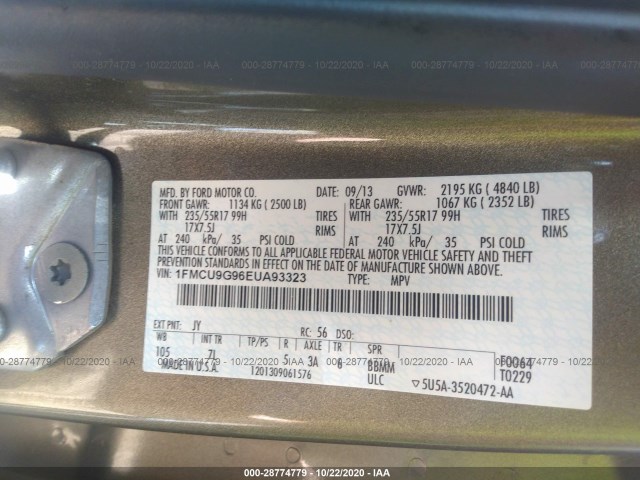 000-28774779 - 10/22/2020 - IAA
MFD. BY FORD MOTOR CO. DATE: 09/13 GVWR: 2195 KG ( 4840 LB)
FRONT GAWR: 1134 KG ( 2500 LB) REAR GAWR: 1067 KG ( 2352 LB)
WITH 235/55R17 99H TIRES WITH 235/55R17 99H TIRES
17X7.5J RIMS 17X7.5J RIMS
AT 240 kPa/ 35 PSI COLD AT 240 kPa/ 35 PSI COLD
THIS VEHICLE CONFORMS TO ALL APPLICABLE FEDERAL MOTOR VEHICLE SAFETY AND THEFT
PREVENTION STANDARDS IN EFFECT ON THE DATE OF MANUFACTURE SHOWN ABOVE.
VIN: 1FMCU9G96EUA93323 TYPE: MPV
EXT PNT: JY RC: 56 DSO:
WB INT TR TP/PS R AXLE TR SPR
105 7L 5 3A 6 BBMM F0064
MADE IN U.S.A. 1201309061576 ULC 5U5A-3520472-AA T0229
000-28774779 - 10/22/2020 - IAA